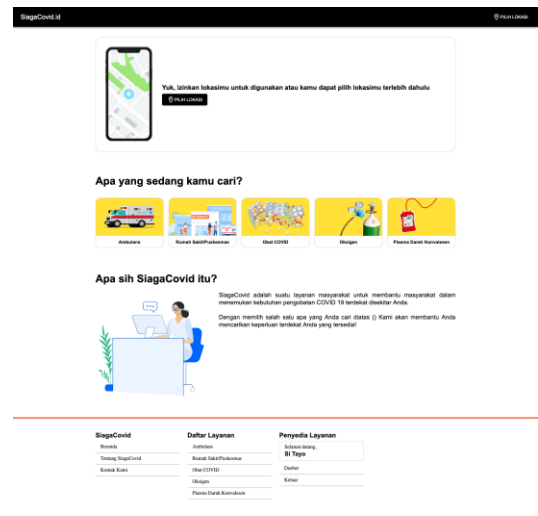 SiagaCovid.id
PILIH LOKASI
Yuk, izinkan lokasimu untuk digunakan atau kamu dapat pilih lokasimu terlebih dahulu
PILIH LOKASI
Apa yang sedang kamu cari?
Ambulans
Rumah Sakit/Puskesmas
Obat COVID
Oksigen
Plasma Darah Konvalesen
Apa sih SiagaCovid itu?
SiagaCovid adalah suatu layanan masyarakat untuk membantu masyarakat dalam
menemukan kebutuhan pengobatan COVID 19 terdekat disekitar Anda.
Dengan memilih salah satu apa yang Anda cari diatas () Kami akan membantu Anda
mencarikan keperluan terdekat Anda yang tersedia!
SiagaCovid
Beranda
Tentang SiagaCovid
Kontak Kami
Daftar Layanan
Ambulans
Rumah Sakit/Puskesmas
Obat COVID
Oksigen
Plasma Darah Konvalesen
Penyedia Layanan
Selamat datang,
Si Tayo
Dasbor
Keluar